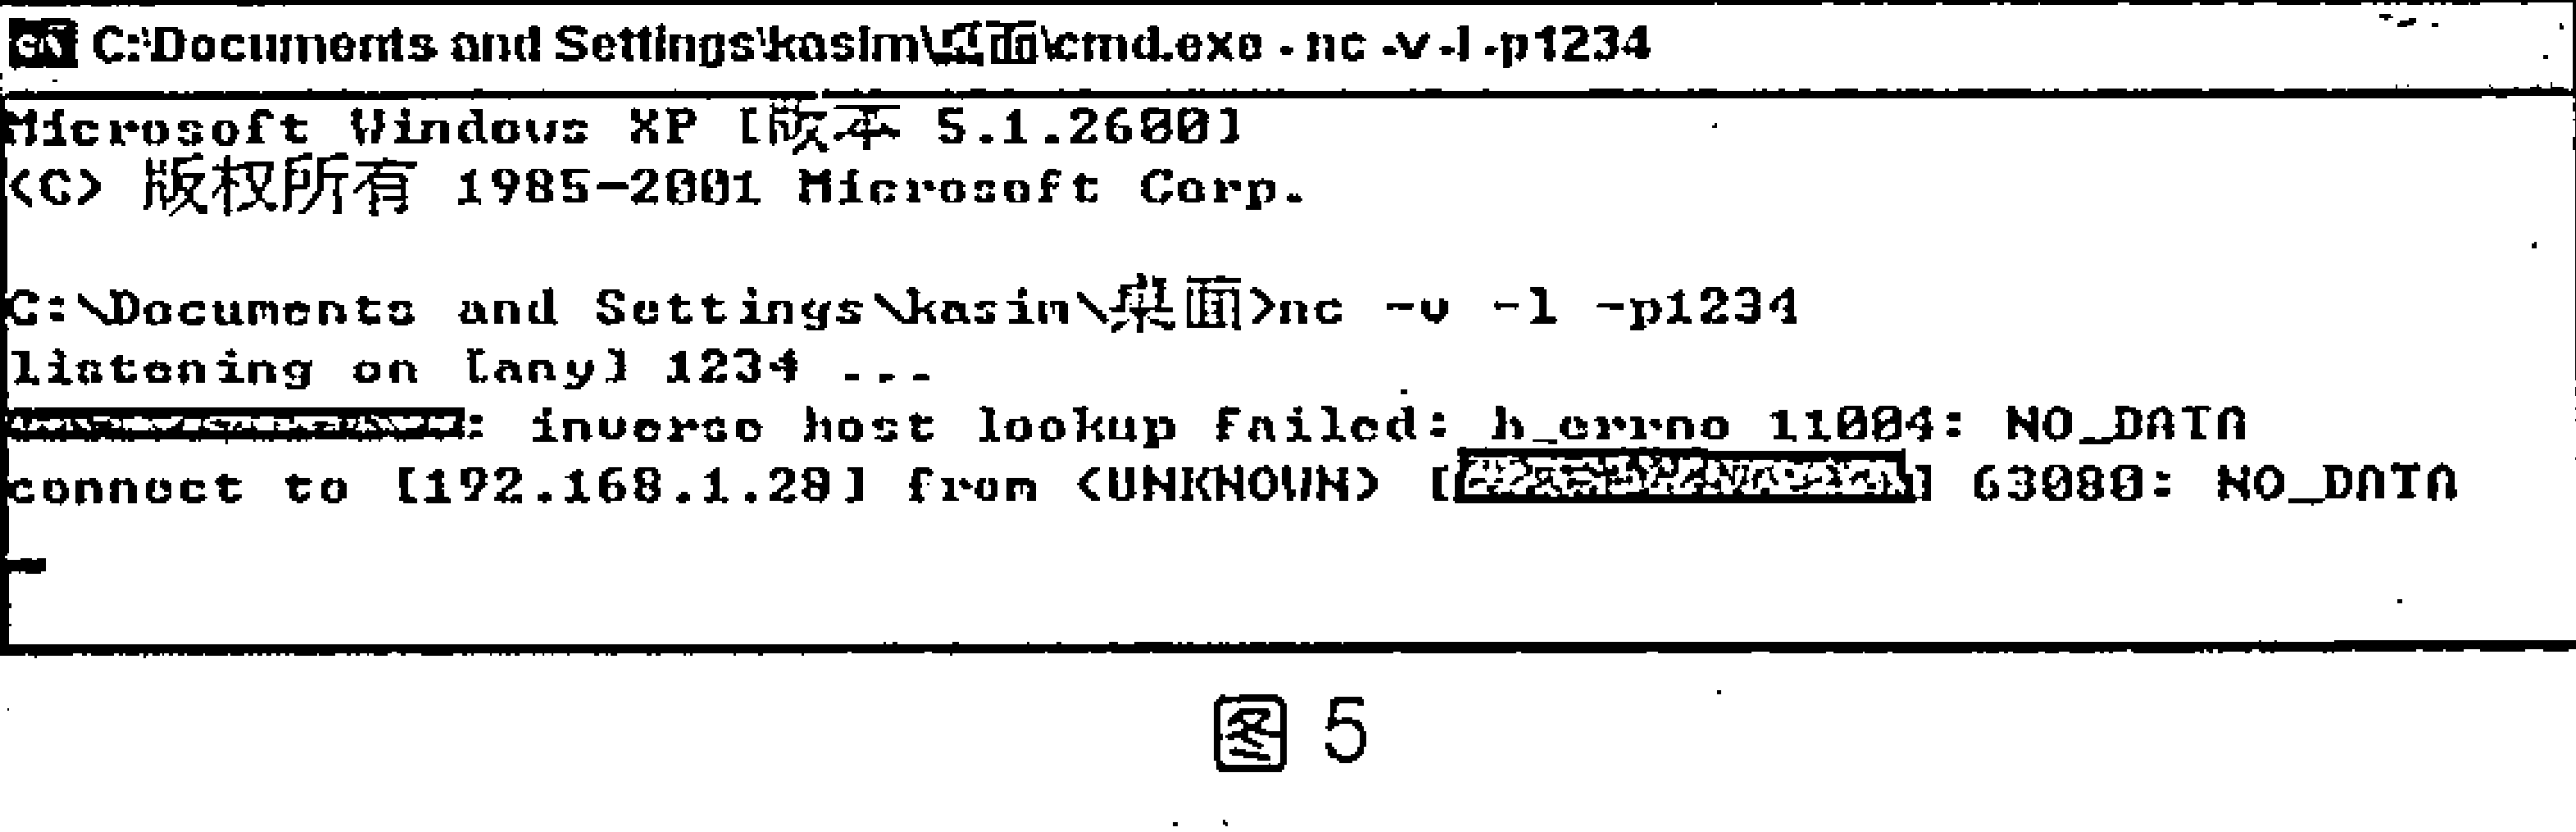 C:\Documents and Settings\kasim\桌面\cmd.exe - nc -v -l -p1234
Microsoft Windows XP [版本 5.1.2600]
(C) 版权所有 1985-2001 Microsoft Corp.
C:\Documents and Settings\kasim\桌面>nc -v -l -p1234
listening on [any] 1234 ...
: inverse host lookup failed: h_errno 11004: NO_DATA
connect to [192.168.1.28] from (UNKNOWN) [] 63080: NO_DATA
图 5